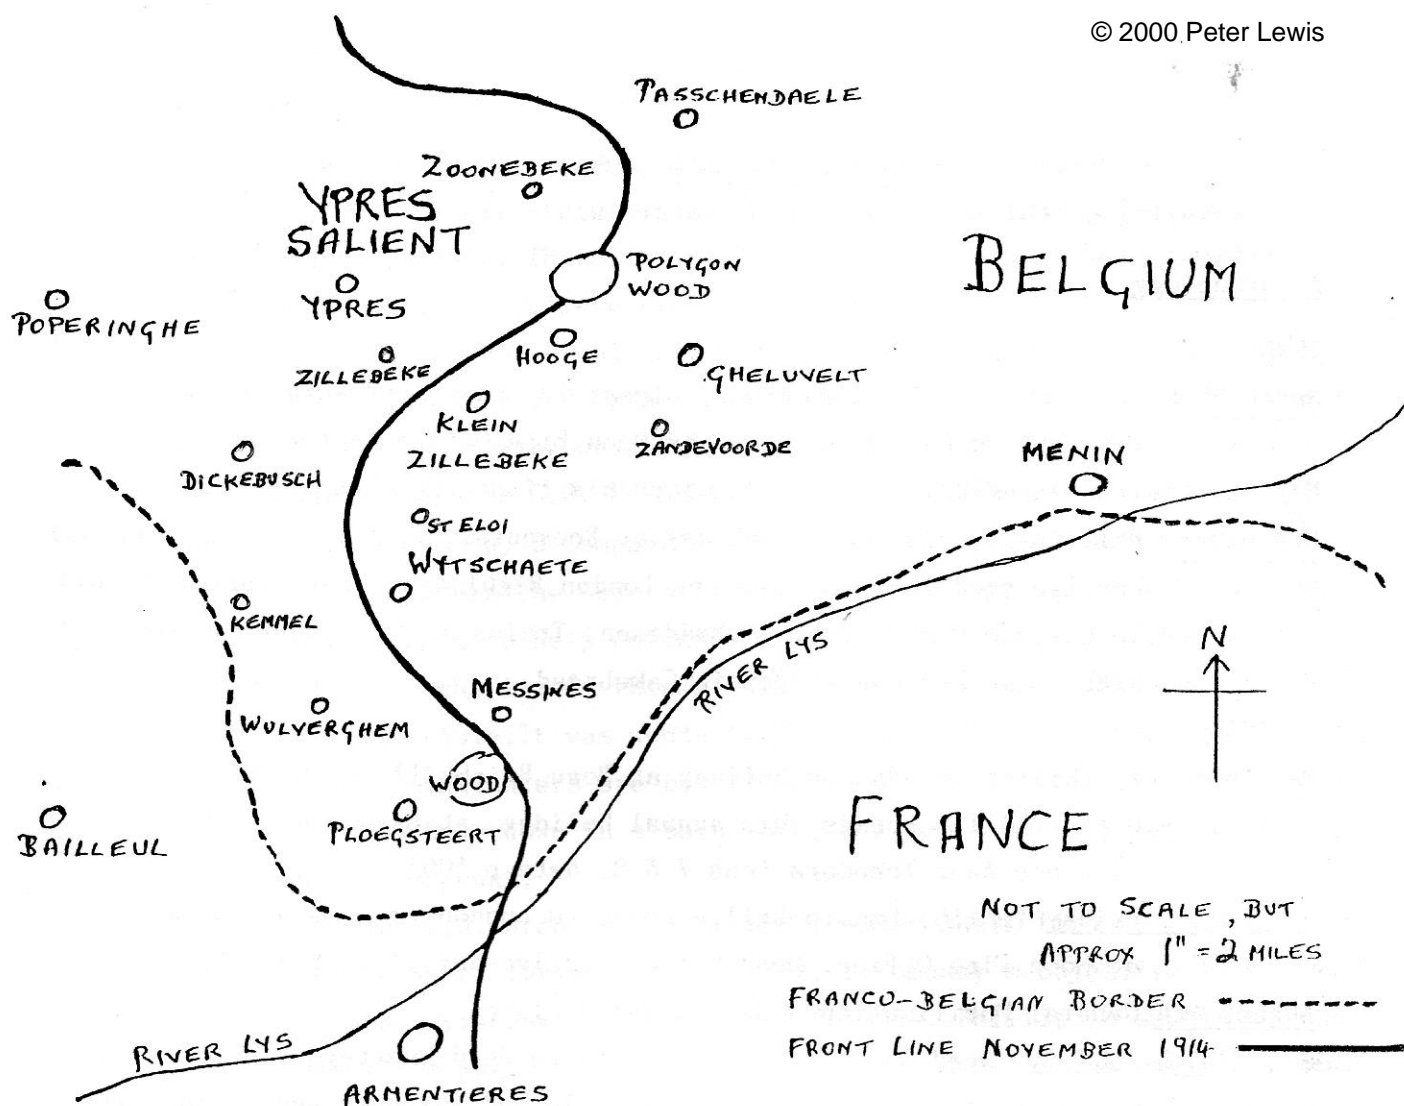 © 2000 Peter Lewis
PASSCHENDAELE
ZOONEBEKE
YPRES
SALIENT
POLYGON
WOOD
BELGIUM
POPERINGHE
YPRES
HOOGE
ZILLEBEKE
GHELUVELT
KLEIN
ZILLEBEKE
ZANDEVOORDE
MENIN
DICKEBUSCH
ST ELOI
WYTSCHAETE
KEMMEL
RIVER LYS
N
MESSINES
WULVERGHEM
WOOD
PLOEGSTEERT
BAILLEUL
FRANCE
NOT TO SCALE, BUT
APPROX 1" = 2 MILES
FRANCO-BELGIAN BORDER
FRONT LINE NOVEMBER 1914
RIVER LYS
ARMENTIERES